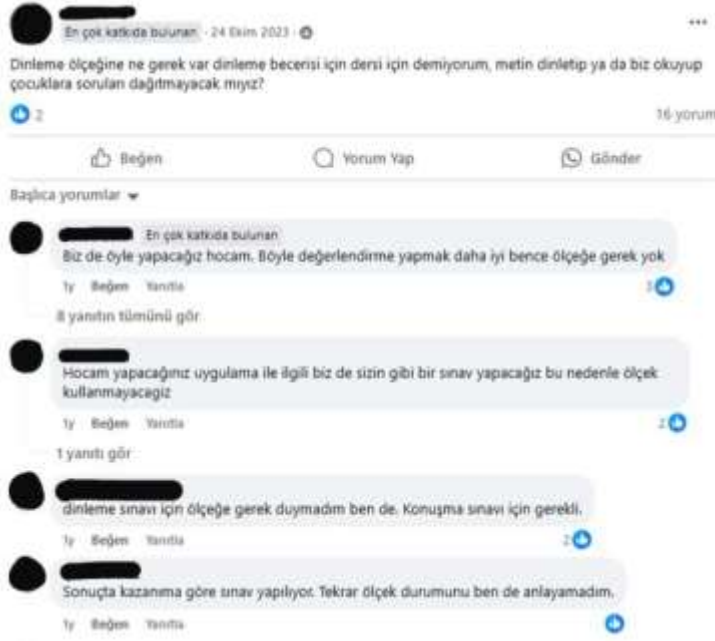 En çok katkıda bulunan · 24 Ekim 2023 ·
Dinleme ölçeğine ne gerek var dinleme becerisi için dersi için demiyorum, metin dinletip ya da biz okuyup
çocuklara soruları dağıtmayacak mıyız?
2
16 yorum
Beğen
Yorum Yap
Gönder
Başlıca yorumlar
En çok katkıda bulunan
Biz de öyle yapacağız hocam. Böyle değerlendirme yapmak daha iyi bence ölçeğe gerek yok
1y Beğen Yanıtla
3
8 yanıtın tümünü gör
Hocam yapacağınız uygulama ile ilgili biz de sizin gibi bir sınav yapacağız bu nedenle ölçek
kullanmayacagiz
1y Beğen Yanıtla
2
1 yanıtı gör
dinleme sınavı için ölçeğe gerek duymadım ben de. Konuşma sınavı için gerekli.
1y Beğen Yanıtla
2
Sonuçta kazanıma göre sınav yapılıyor. Tekrar ölçek durumunu ben de anlayamadım.
1y Beğen Yanıtla